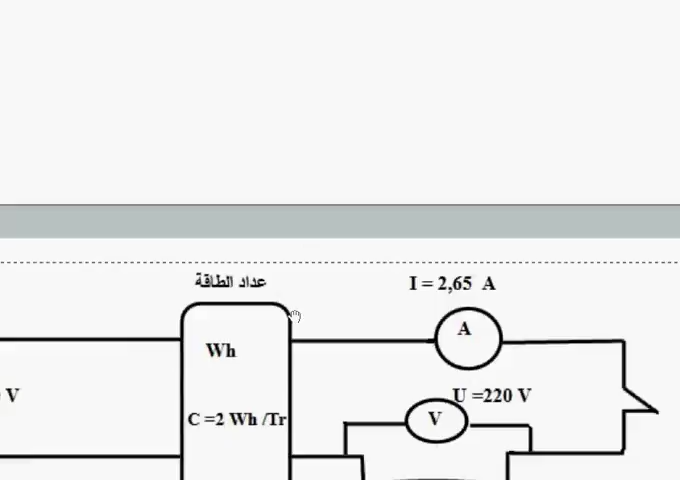 عداد الطاقة
I = 2,65 A
A
Wh
V
U =220 V
C =2 Wh /Tr
V